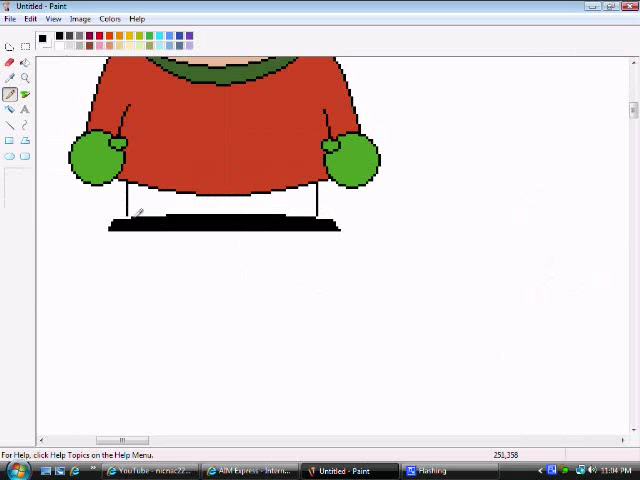 Untitled - Paint
File Edit View Image Colors Help
For Help, click Help Topics on the Help Menu.
251,358
YouTube - nicnac22...
AIM Express - Intern...
Untitled - Paint
Flashing
11:04 PM